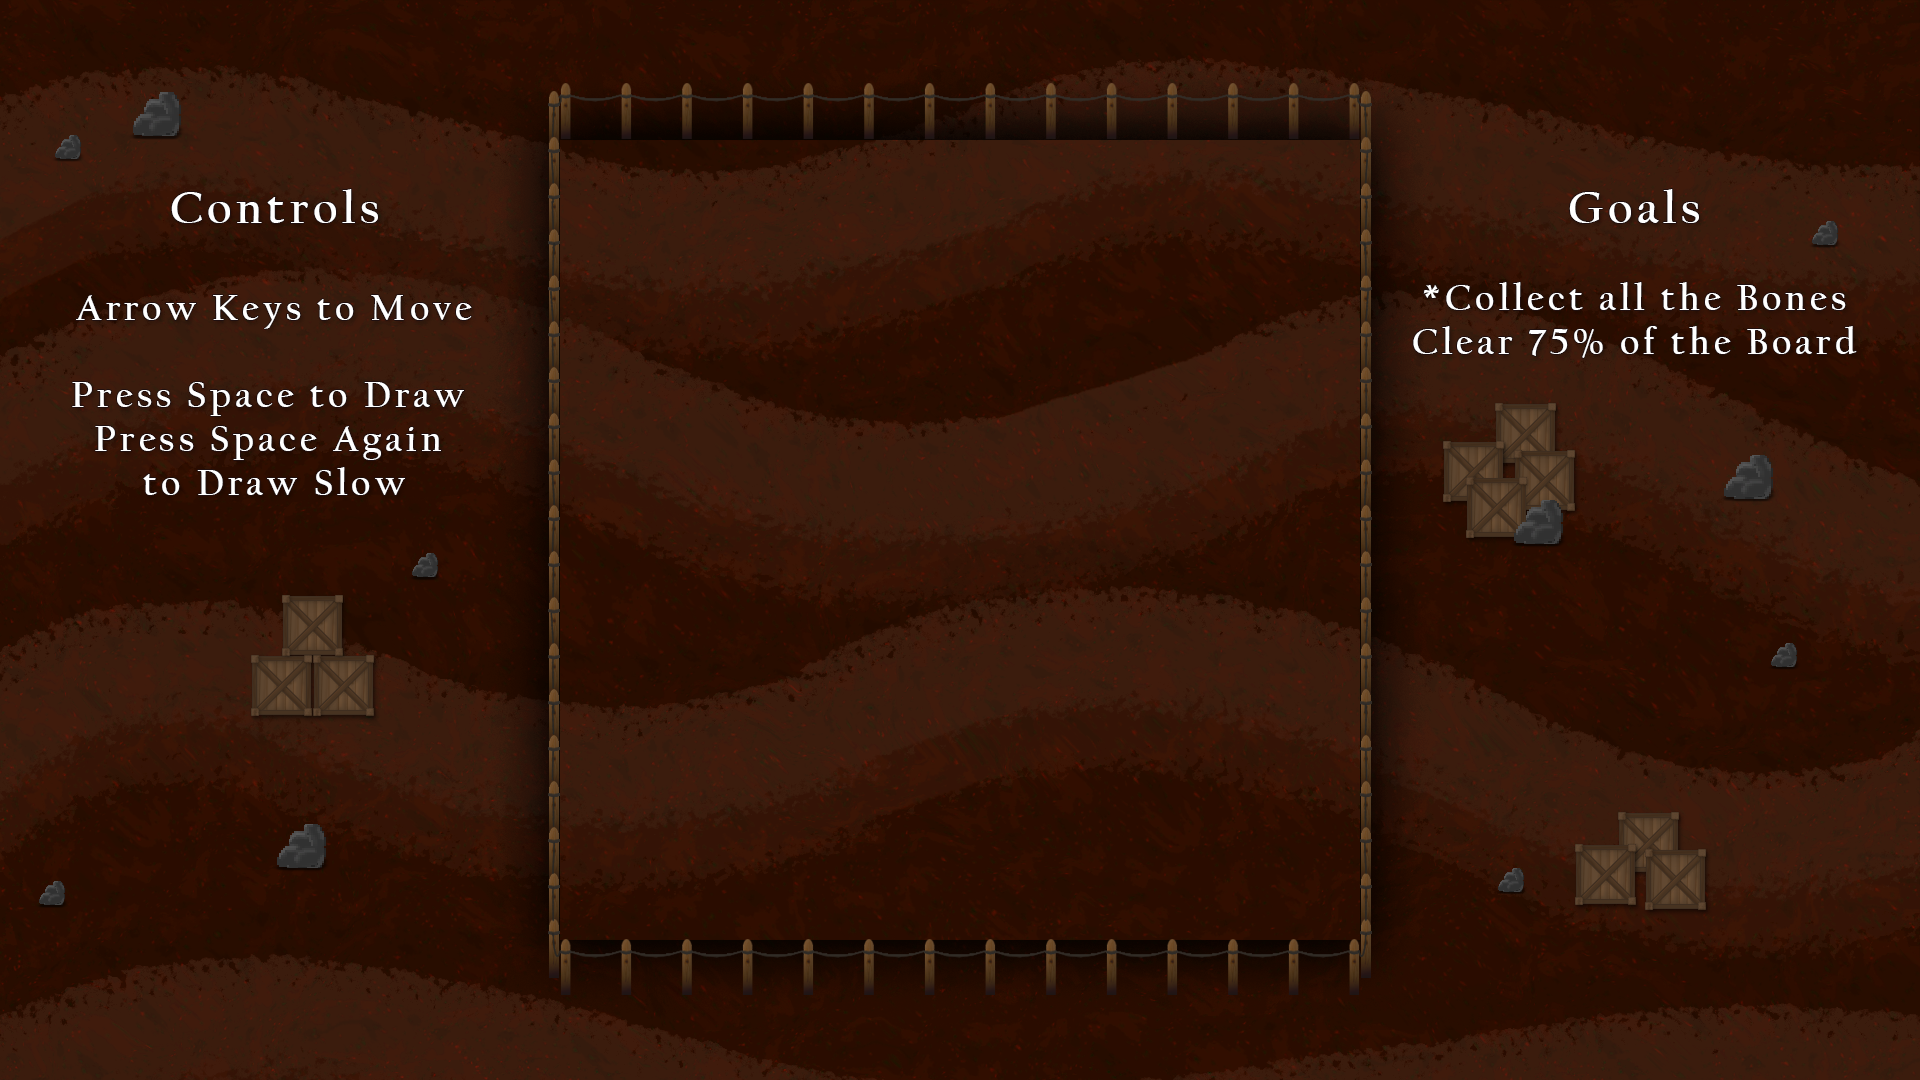 Controls
Arrow Keys to Move
Press Space to Draw
Press Space Again
to Draw Slow
Goals
*Collect all the Bones
Clear 75% of the Board